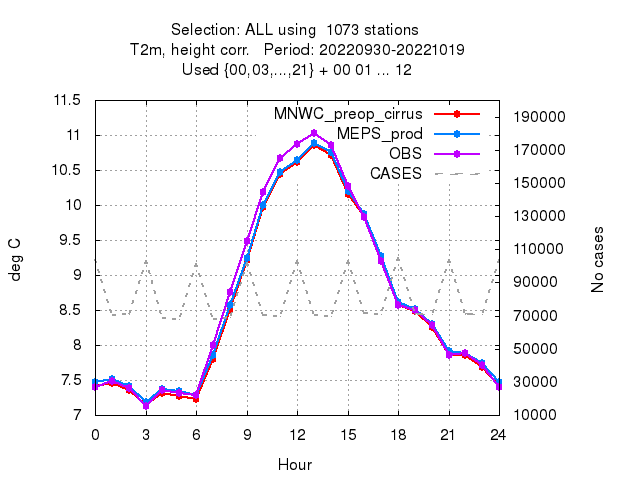 Selection: ALL using  1073 stations
T2m, height corr.   Period: 20220930-20221019
Used {00,03,...,21} + 00 01 ... 12
MNWC_preop_cirrus
MEPS_prod
OBS
CASES
11.5
11
10.5
10
9.5
9
8.5
8
7.5
7
deg C
190000
170000
150000
130000
110000
90000
70000
50000
30000
10000
No cases
0 3 6 9 12 15 18 21 24
Hour